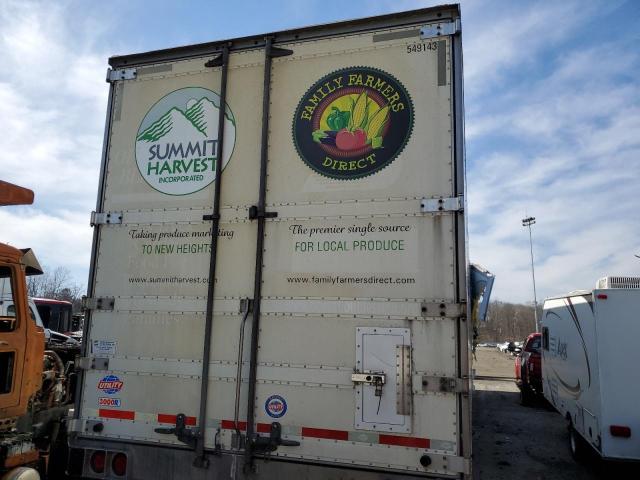 549143
SUMMIT
HARVEST
INCORPORATED
FAMILY FARMERS
DIRECT
Taking produce marketing
TO NEW HEIGHTS
The premier single source
FOR LOCAL PRODUCE
www.summitharvest.com
www.familyfarmersdirect.com
UTILITY
3000R
UTILITY